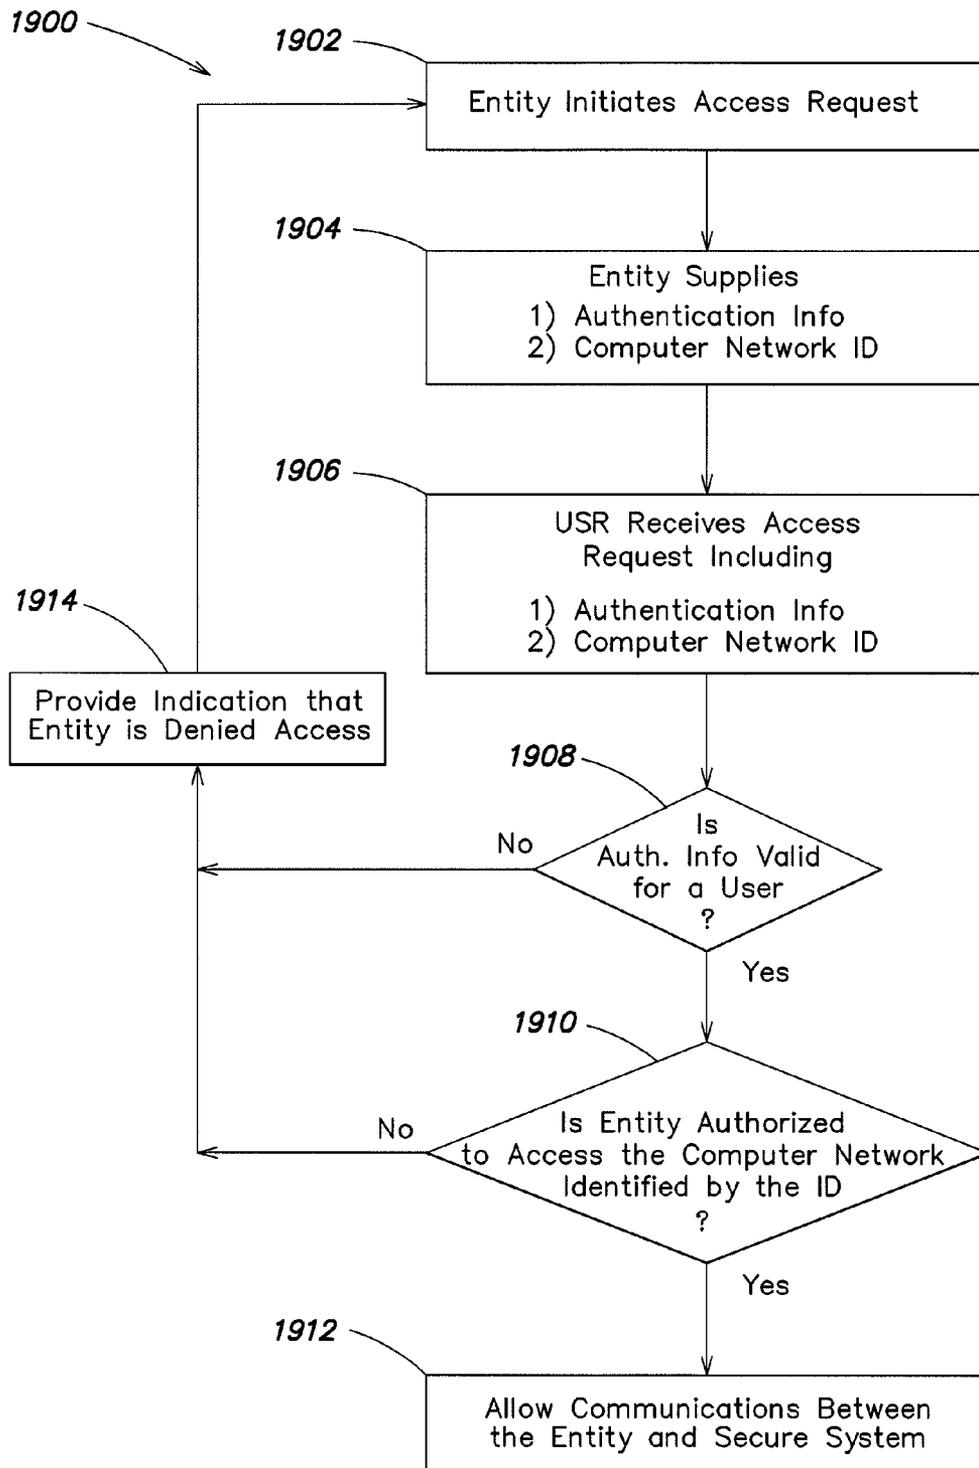 1900
1902
Entity Initiates Access Request
1904
Entity Supplies
1) Authentication Info
2) Computer Network ID
1906
USR Receives Access
Request Including
1) Authentication Info
2) Computer Network ID
1914
Provide Indication that
Entity is Denied Access
1908
Is
Auth. Info Valid
for a User
?
No
Yes
1910
Is Entity Authorized
to Access the Computer Network
Identified by the ID
?
No
Yes
1912
Allow Communications Between
the Entity and Secure System